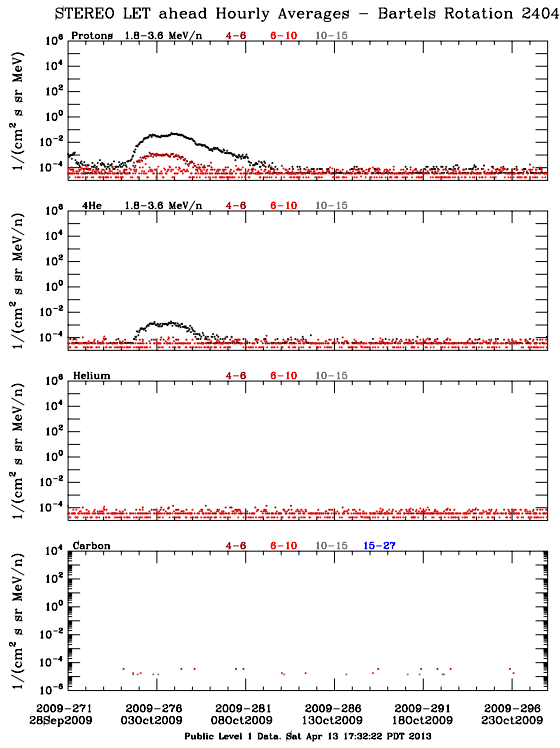 STEREO LET ahead Hourly Averages - Bartels Rotation 2404
Protons 1.8-3.6 MeV/n 4-6 6-10 10-15
1/(cm² s sr MeV)
10⁶
10⁴
10²
10⁰
10⁻²
10⁻⁴
4He 1.8-3.6 MeV/n 4-6 6-10 10-15
1/(cm² s sr MeV/n)
10⁶
10⁴
10²
10⁰
10⁻²
10⁻⁴
Helium 4-6 6-10 10-15
1/(cm² s sr MeV/n)
10⁶
10⁴
10²
10⁰
10⁻²
10⁻⁴
Carbon 4-6 6-10 10-15 15-27
1/(cm² s sr MeV/n)
10⁴
10²
10⁰
10⁻²
10⁻⁴
10⁻⁶
2009-271 2009-276 2009-281 2009-286 2009-291 2009-296
28Sep2009 03Oct2009 08Oct2009 13Oct2009 18Oct2009 23Oct2009
Public Level 1 Data. Sat Apr 13 17:32:22 PDT 2013